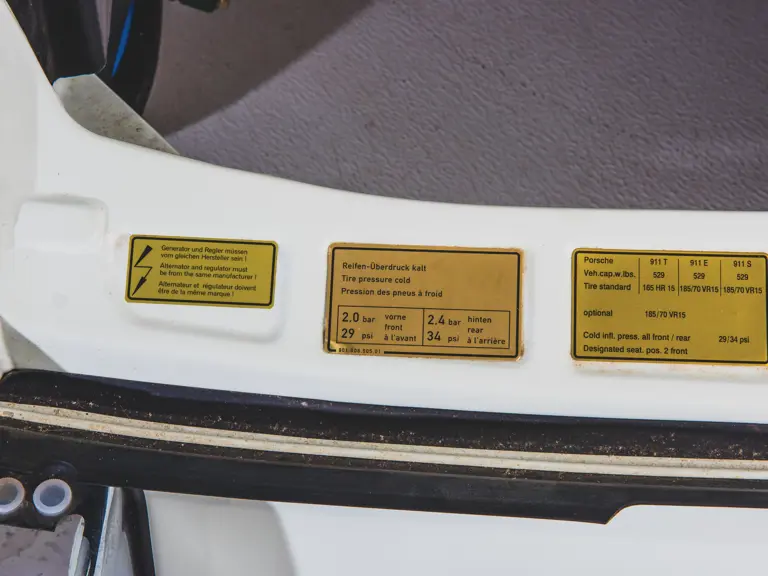 Generator und Regler müssen
vom gleichen Hersteller sein !
Alternator and regulator must
be from the same manufacturer !
Alternateur et régulateur doivent
être de la même marque !
Reifen-Überdruck kalt
Tire pressure cold
Pression des pneus à froid
2.0 bar vorne 2.4 bar hinten
front rear
29 psi à l'avant 34 psi à l'arrière
Porsche 911 T 911 E 911 S
Veh.cap.w.lbs. 529 529 529
Tire standard 165 HR 15 185/70 VR15 185/70 VR15
optional 185/70 VR15
Cold infl. press. all front / rear 29/34 psi
Designated seat. pos. 2 front